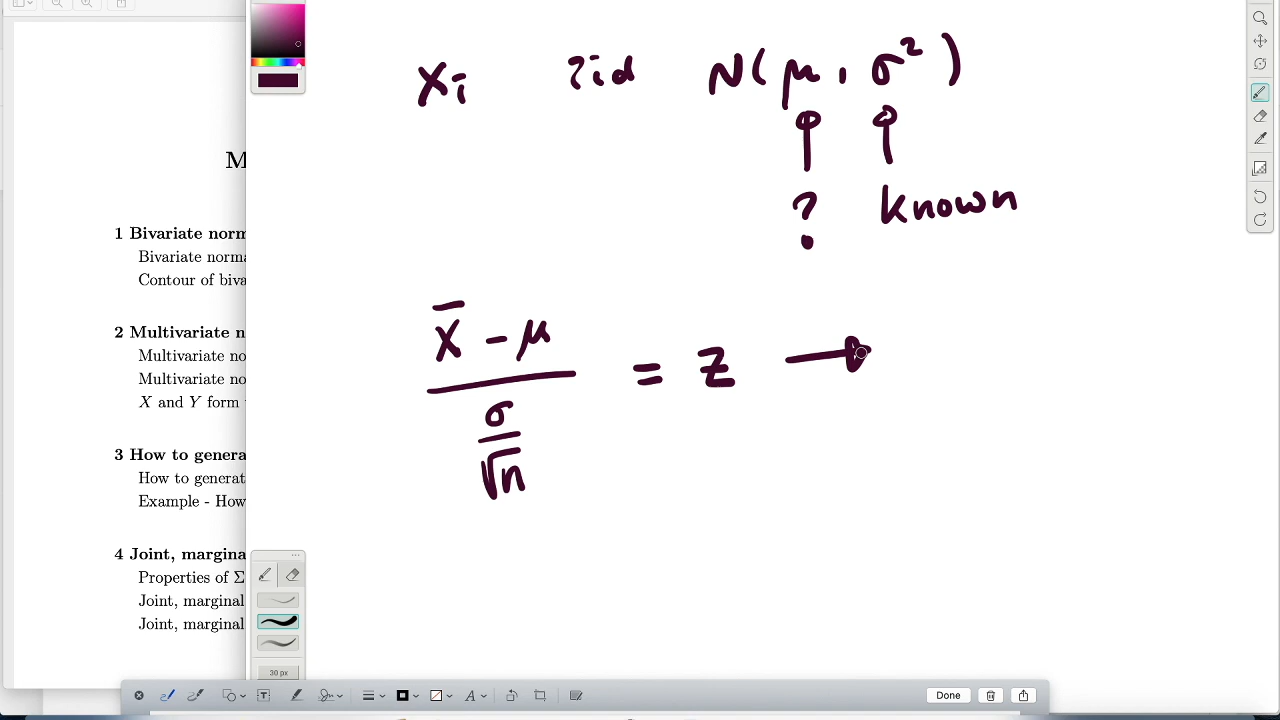 Xᵢ iid N(μ, σ²)
? known
X̄ - μ
= Z →
σ
√n
M
1 Bivariate norm
Bivariate norma
Contour of biva
2 Multivariate n
Multivariate no
Multivariate no
X and Y form
3 How to genera
How to generat
Example - How
4 Joint, margina
Properties of Σ
Joint, marginal
Joint, marginal
30 px
A
Done